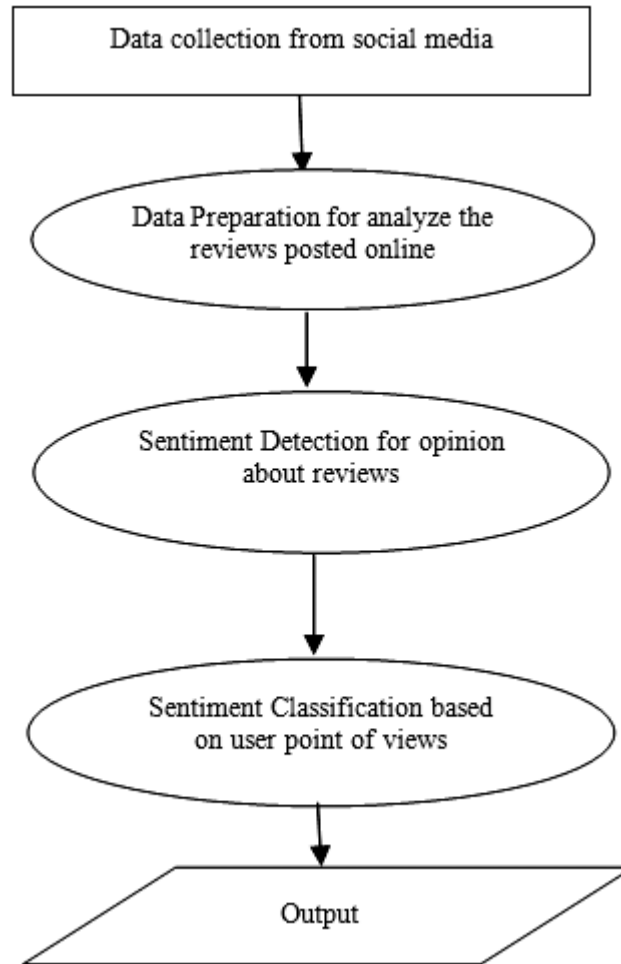 Data collection from social media
Data Preparation for analyze the
reviews posted online
Sentiment Detection for opinion
about reviews
Sentiment Classification based
on user point of views
Output